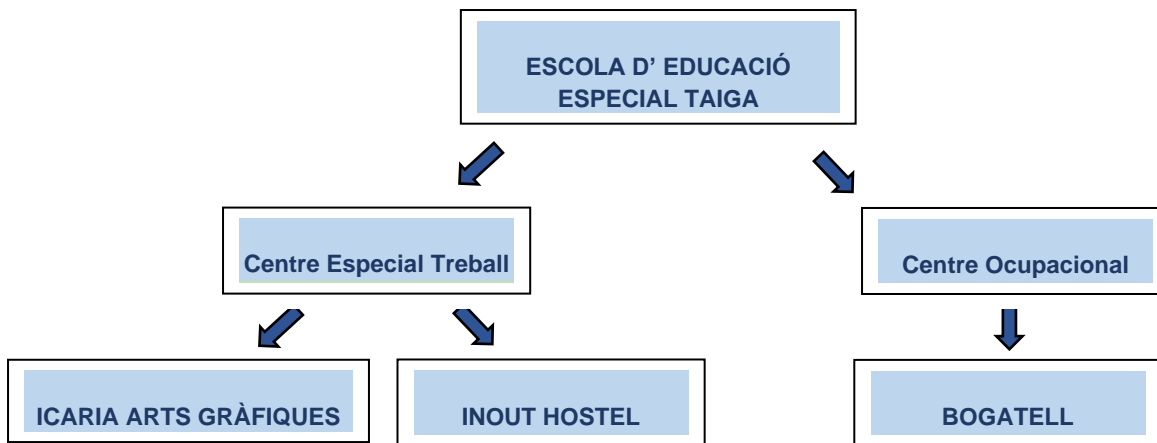 ESCOLA D' EDUCACIÓ
ESPECIAL TAIGA
Centre Especial Treball
Centre Ocupacional
ICARIA ARTS GRÀFIQUES
INOUT HOSTEL
BOGATELL